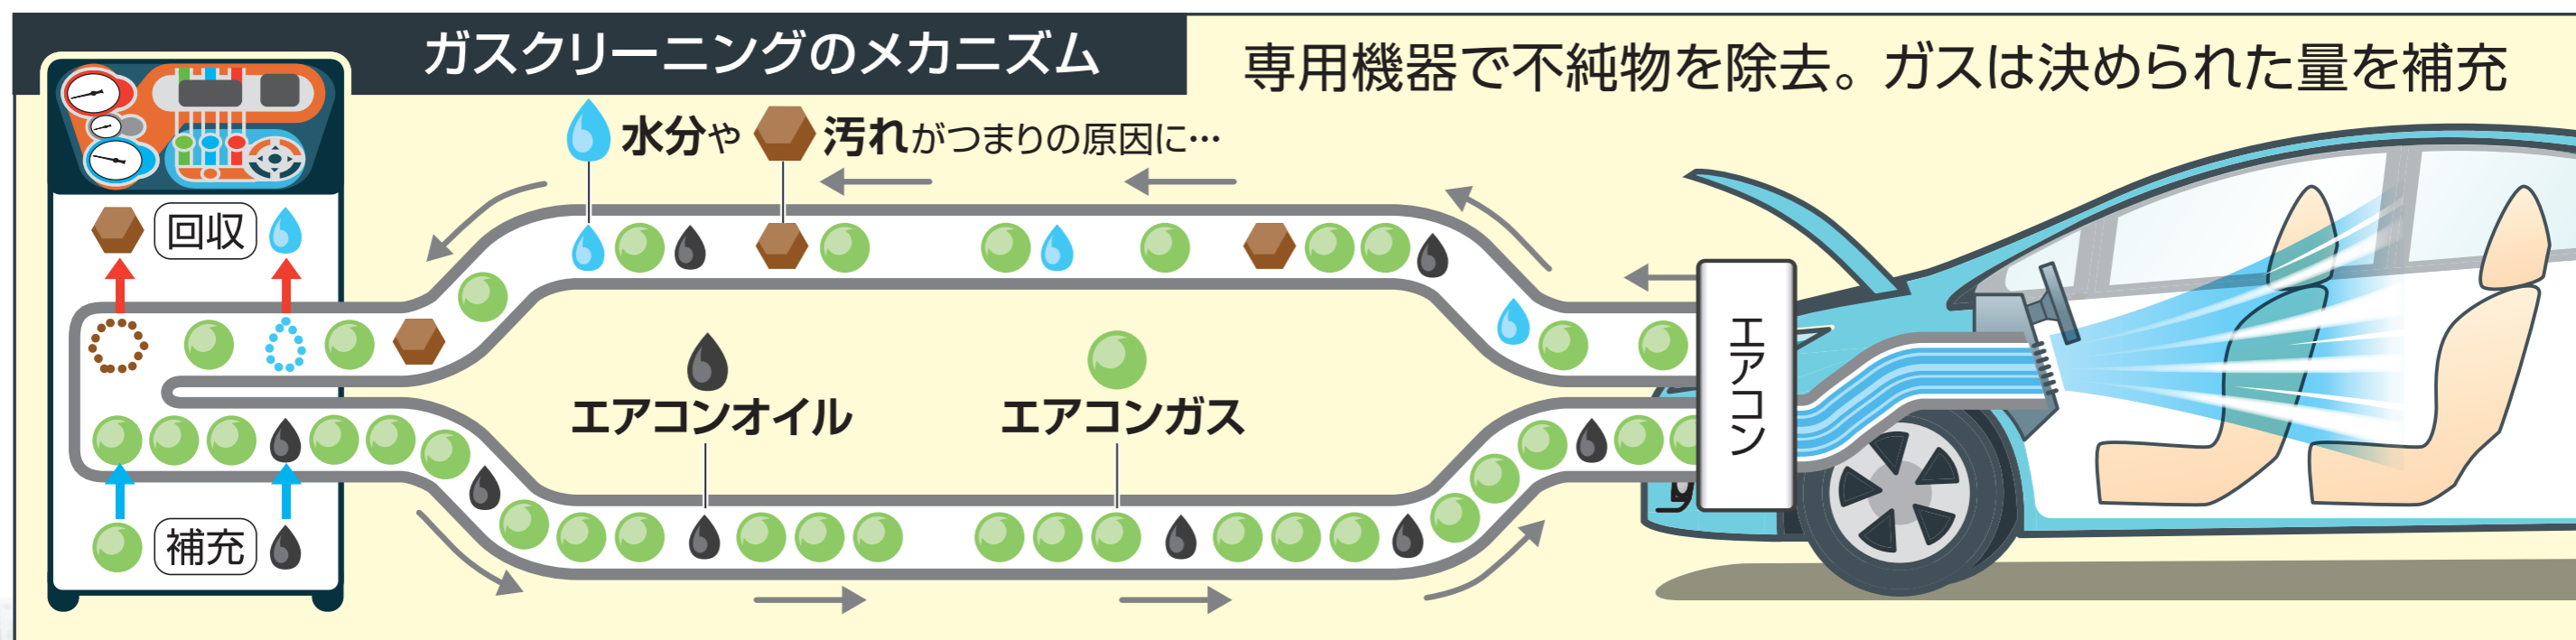 ガスクリーニングのメカニズム
専用機器で不純物を除去。ガスは決められた量を補充
水分や 汚れがつまりの原因に…
回収
エアコン
エアコンオイル
エアコンガス
補充